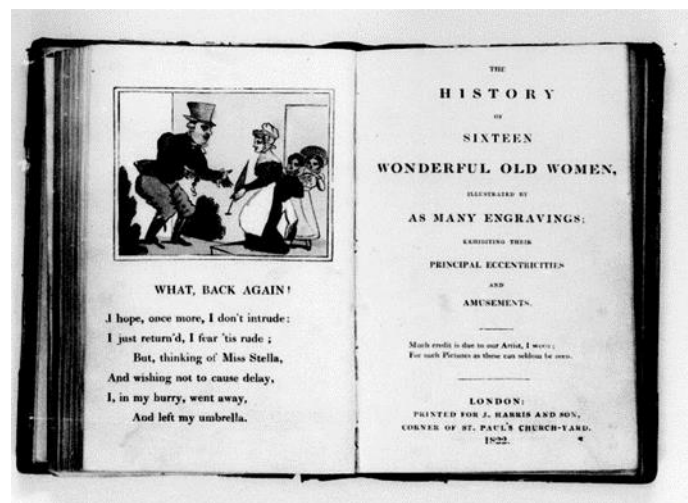 WHAT, BACK AGAIN!
I hope, once more, I don't intrude:
I just return'd, I fear 'tis rude;
But, thinking of Miss Stella,
And wishing not to cause delay,
I, in my hurry, went away,
And left my umbrella.
THE
HISTORY
OF
SIXTEEN
WONDERFUL OLD WOMEN,
ILLUSTRATED BY
AS MANY ENGRAVINGS;
EXHIBITING THEIR
PRINCIPAL ECCENTRICITIES
AND
AMUSEMENTS.
Much credit is due to our Artist, I ween;
For such Pictures as these can seldom be seen.
LONDON:
PRINTED FOR J. HARRIS AND SON,
CORNER OF ST. PAUL'S CHURCH-YARD.
1822.